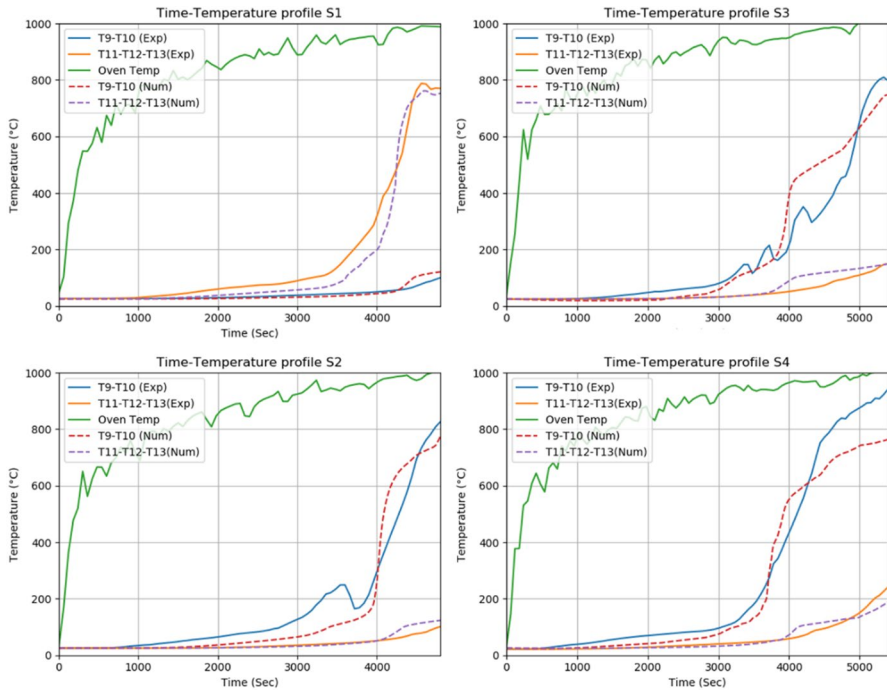 Time-Temperature profile S1
1000
800
600
400
200
0
Temperature (°C)
T9-T10 (Exp)
T11-T12-T13(Exp)
Oven Temp
T9-T10 (Num)
T11-T12-T13(Num)
0 1000 2000 3000 4000
Time (Sec)
Time-Temperature profile S3
1000
800
600
400
200
0
Temperature (°C)
T9-T10 (Exp)
T11-T12-T13(Exp)
Oven Temp
T9-T10 (Num)
T11-T12-T13(Num)
0 1000 2000 3000 4000 5000
Time (Sec)
Time-Temperature profile S2
1000
800
600
400
200
0
Temperature (°C)
T9-T10 (Exp)
T11-T12-T13(Exp)
Oven Temp
T9-T10 (Num)
T11-T12-T13(Num)
0 1000 2000 3000 4000
Time (Sec)
Time-Temperature profile S4
1000
800
600
400
200
0
Temperature (°C)
T9-T10 (Exp)
T11-T12-T13(Exp)
Oven Temp
T9-T10 (Num)
T11-T12-T13(Num)
0 1000 2000 3000 4000 5000
Time (Sec)